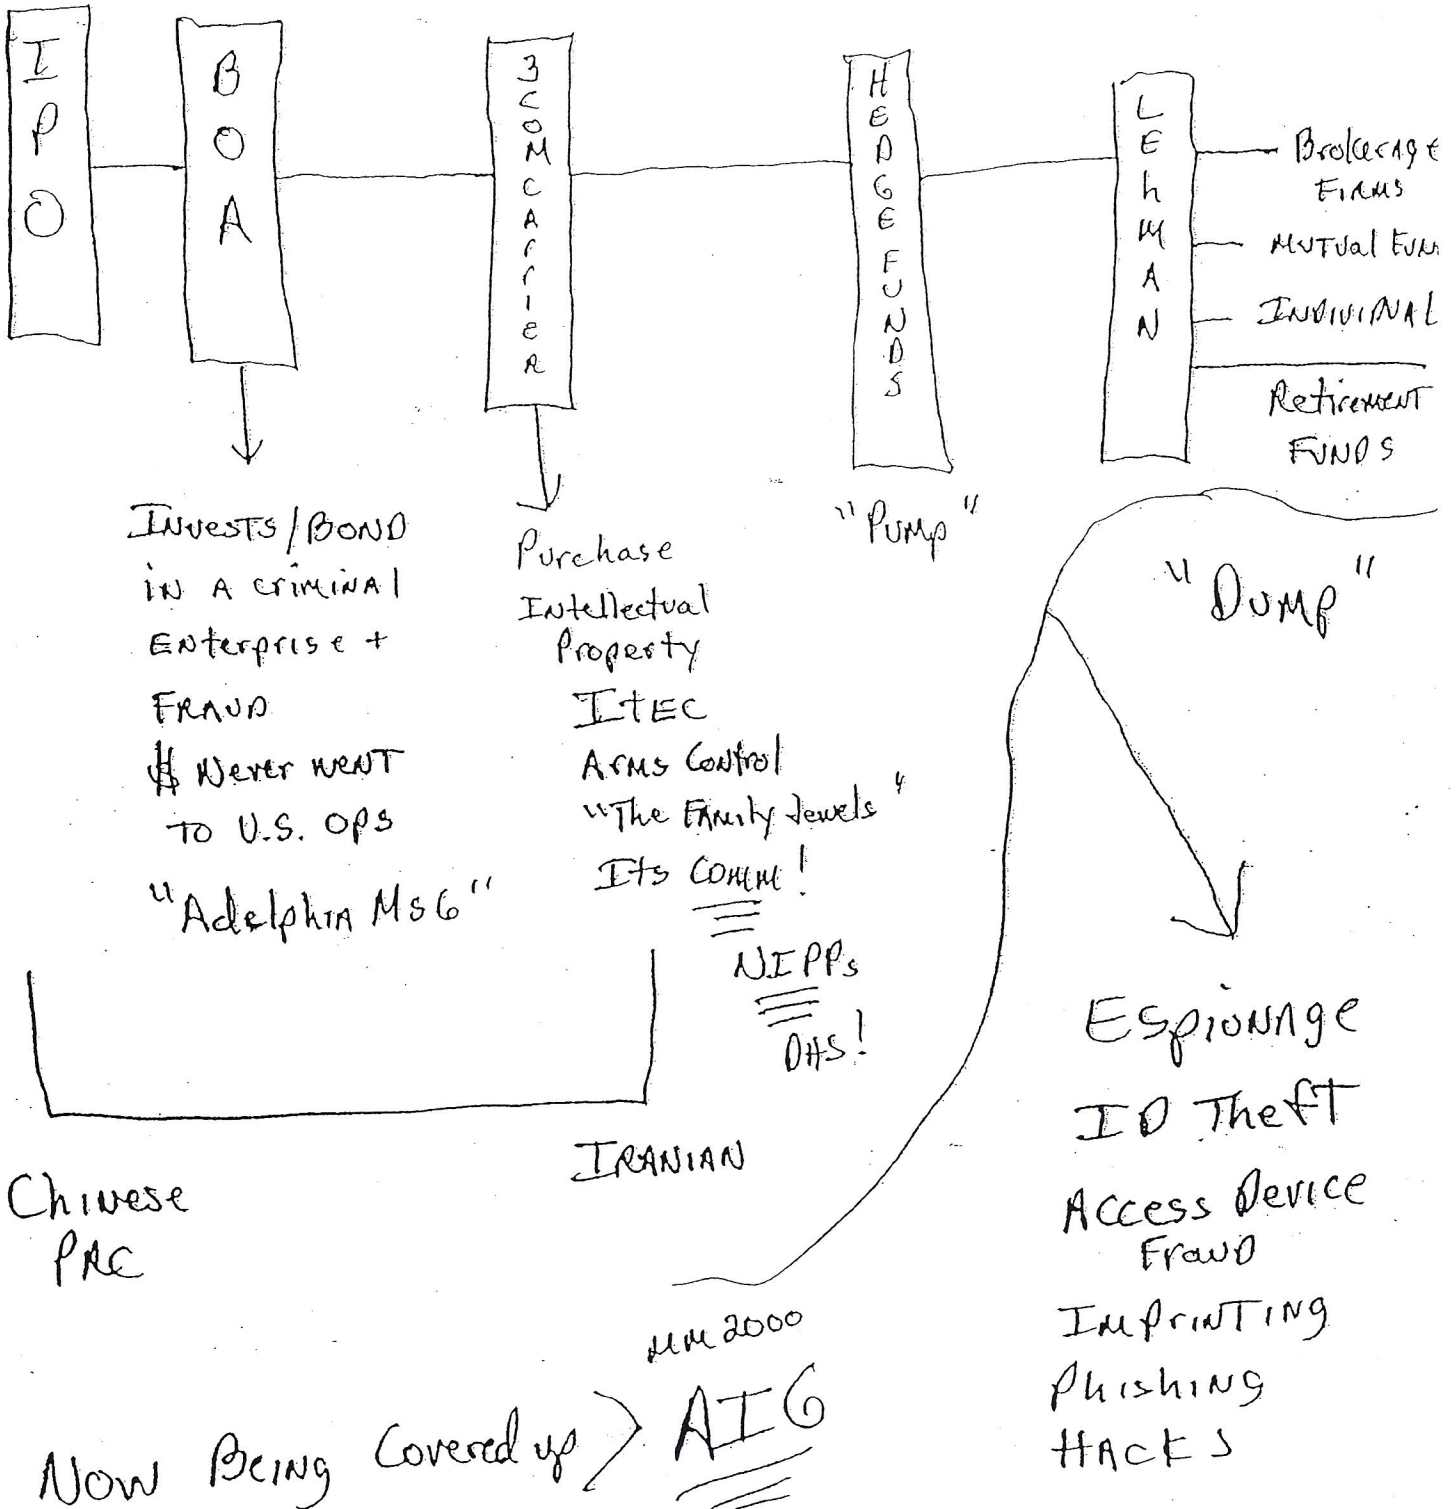 IPO
BOA
3COMCArrIeR
HEDGE FUNDS
LEhMAN
BrokerAge
FIRMS
MUTUAL FUN
INDIVIDNAL
Retirement
FUNDS
InvesTs/BOND
iN A criminAl
Enterprise +
FRAUD
$ Never weNT
TO U.S. Ops
"AdelphIA MSG"
Purchase
Intellectual
Property
ITEC
Arms Control
"The FAmily Jewels"
Its Comm!
NIPPs
DHS!
"Pump"
"Dump"
EspioNAge
ID TheFT
Access Device
FrauD
ImprinTing
PhishiNg
HACKS
Chinese
PRC
IRANIAN
MM2000
Now BeiNg Covered up > AIG